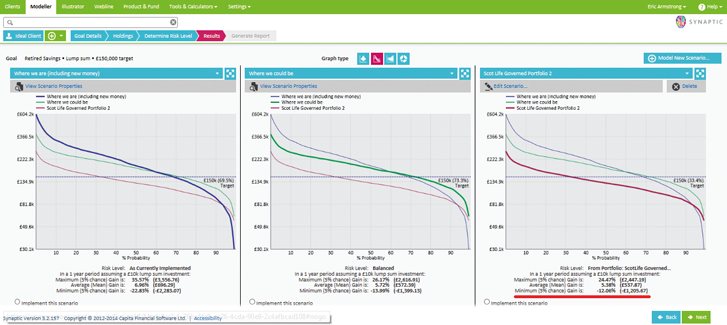 Clients Modeller Illustrator Webline Product & Fund Tools & Calculators Settings Eric Armstrong Help
SYNAPTIC
Ideal Client Goal Details Holdings Determine Risk Level Results Generate Report
Goal Retired Savings • Lump sum • £150,000 target Graph type Model New Scenario...
Where we are (including new money)
View Scenario Properties
Where we are (including new money)
Where we could be
Scot Life Governed Portfolio 2
£604.2k
£366.5k
£222.3k
£134.9k
£81.8k
£49.6k
£30.1k
£150k (69.5%)
Target
10 20 30 40 50 60 70 80 90
% Probability
Risk Level: As Currently Implemented
In a 1 year period assuming a £10k lump sum investment:
Maximum (5% chance) Gain is: 35.57% (£3,556.76)
Average (Mean) Gain is: 6.96% (£696.29)
Minimum (5% chance) Gain is: -22.85% (£-2,285.07)
Implement this scenario
Where we could be
View Scenario Properties
Where we are (including new money)
Where we could be
Scot Life Governed Portfolio 2
£604.2k
£366.5k
£222.3k
£134.9k
£81.8k
£49.6k
£30.1k
£150k (73.3%)
Target
10 20 30 40 50 60 70 80 90
% Probability
Risk Level: Balanced
In a 1 year period assuming a £10k lump sum investment:
Maximum (5% chance) Gain is: 26.17% (£2,616.91)
Average (Mean) Gain is: 5.72% (£572.39)
Minimum (5% chance) Gain is: -13.99% (£-1,399.13)
Implement this scenario
Scot Life Governed Portfolio 2
Edit Scenario... Delete
Where we are (including new money)
Where we could be
Scot Life Governed Portfolio 2
£604.2k
£366.5k
£222.3k
£134.9k
£81.8k
£49.6k
£30.1k
£150k (33.4%)
Target
10 20 30 40 50 60 70 80 90
% Probability
Risk Level: From Portfolio: ScotLife Governed...
In a 1 year period assuming a £10k lump sum investment:
Maximum (5% chance) Gain is: 24.47% (£2,447.19)
Average (Mean) Gain is: 5.38% (£537.87)
Minimum (5% chance) Gain is: -12.06% (£-1,205.67)
Implement this scenario
Synaptic version 3.2.157 Copyright © 2012-2014 Capita Financial Software Ltd. | Accessibility
Back Next